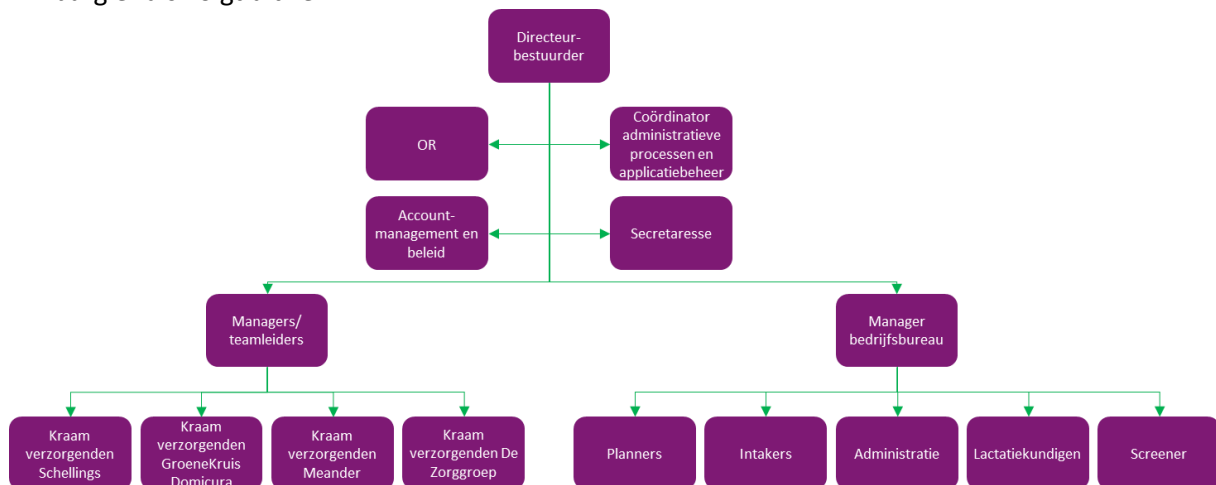 Directeur-
bestuurder
OR
Coördinator
administratieve
processen en
applicatiebeheer
Account-
management en
beleid
Secretaresse
Managers/
teamleiders
Manager
bedrijfsbureau
Kraam
verzorgenden
Schellings
Kraam
verzorgenden
GroeneKruis
Domicura
Kraam
verzorgenden
Meander
Kraam
verzorgenden De
Zorggroep
Planners
Intakers
Administratie
Lactatiekundigen
Screener